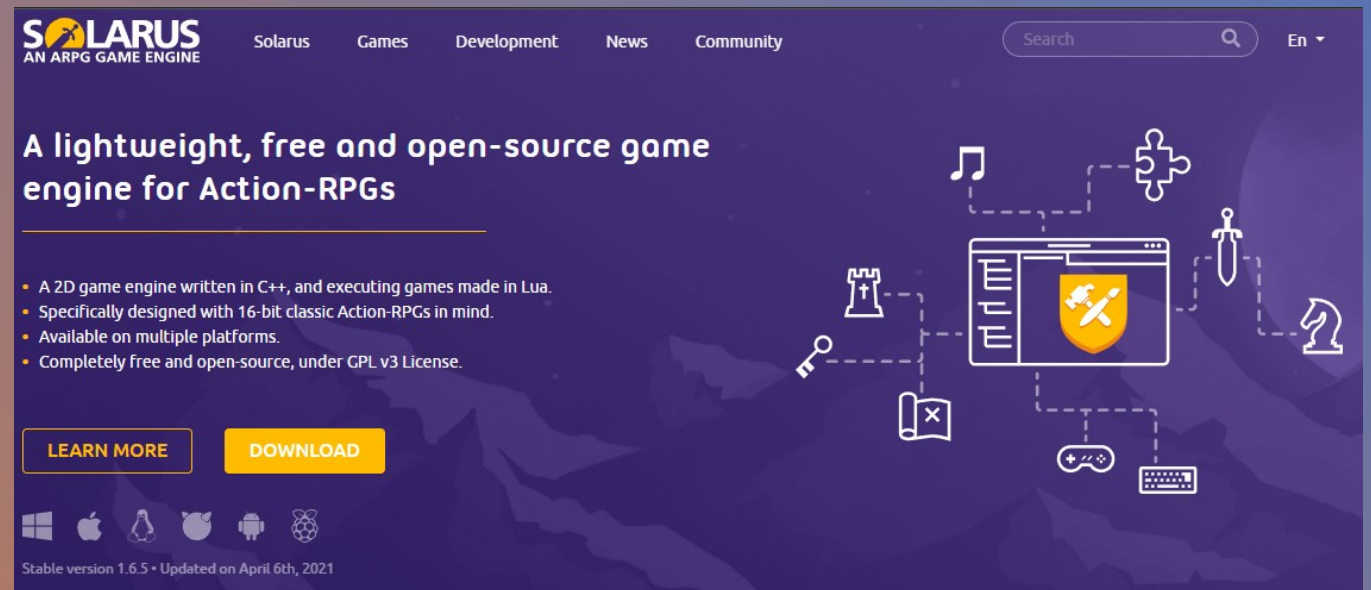 SOLARUS
AN ARPG GAME ENGINE
Solarus
Games
Development
News
Community
Search
En
A lightweight, free and open-source game
engine for Action-RPGs
• A 2D game engine written in C++, and executing games made in Lua.
• Specifically designed with 16-bit classic Action-RPGs in mind.
• Available on multiple platforms.
• Completely free and open-source, under GPL v3 License.
LEARN MORE
DOWNLOAD
Stable version 1.6.5 • Updated on April 6th, 2021